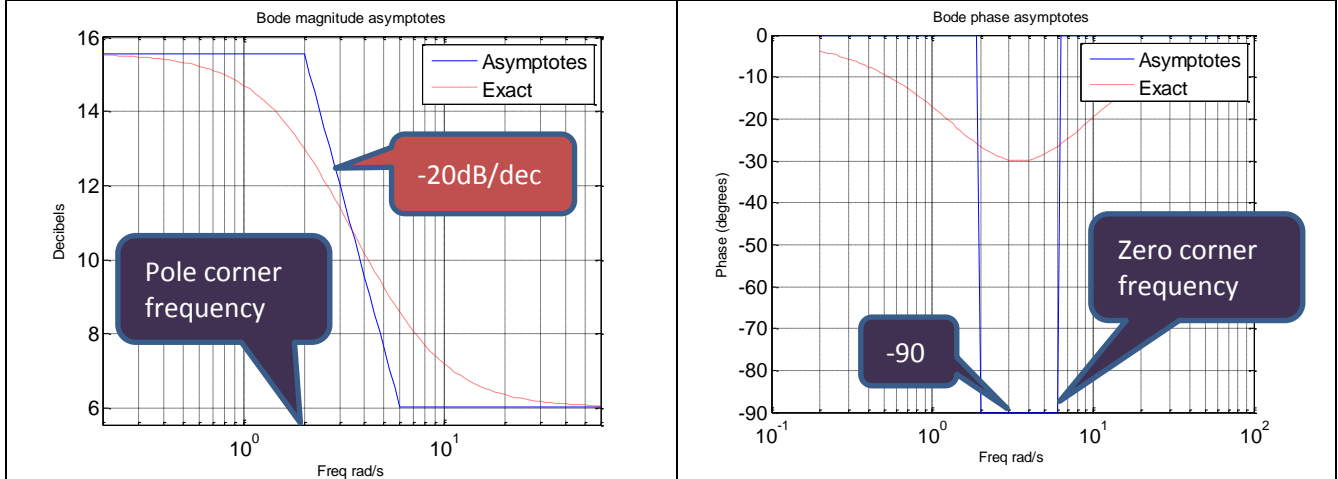 Bode magnitude asymptotes
16
14
12
10
8
6
Decibels
10^0
10^1
Freq rad/s
Asymptotes
Exact
-20dB/dec
Pole corner
frequency
Bode phase asymptotes
0
-10
-20
-30
-40
-50
-60
-70
-80
-90
Phase (degrees)
10^-1
10^0
10^1
10^2
Freq rad/s
Asymptotes
Exact
-90
Zero corner
frequency